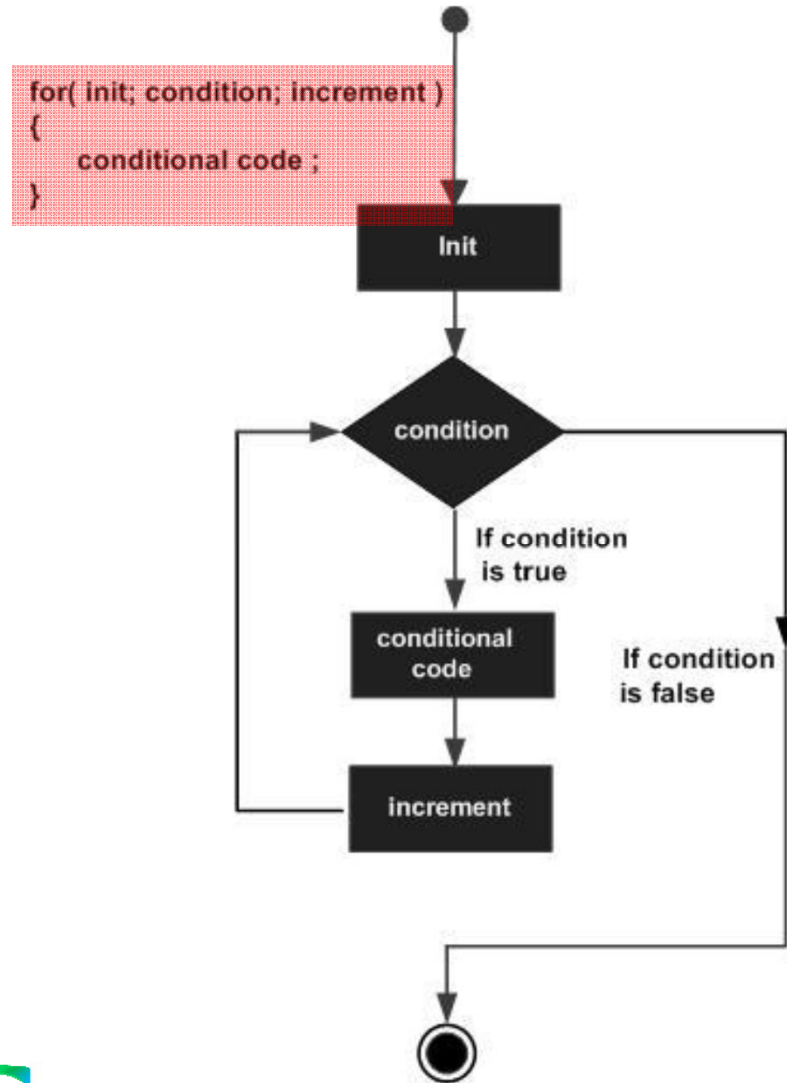 for( init; condition; increment )
{
conditional code ;
}
Init
condition
If condition
is true
conditional
code
If condition
is false
increment